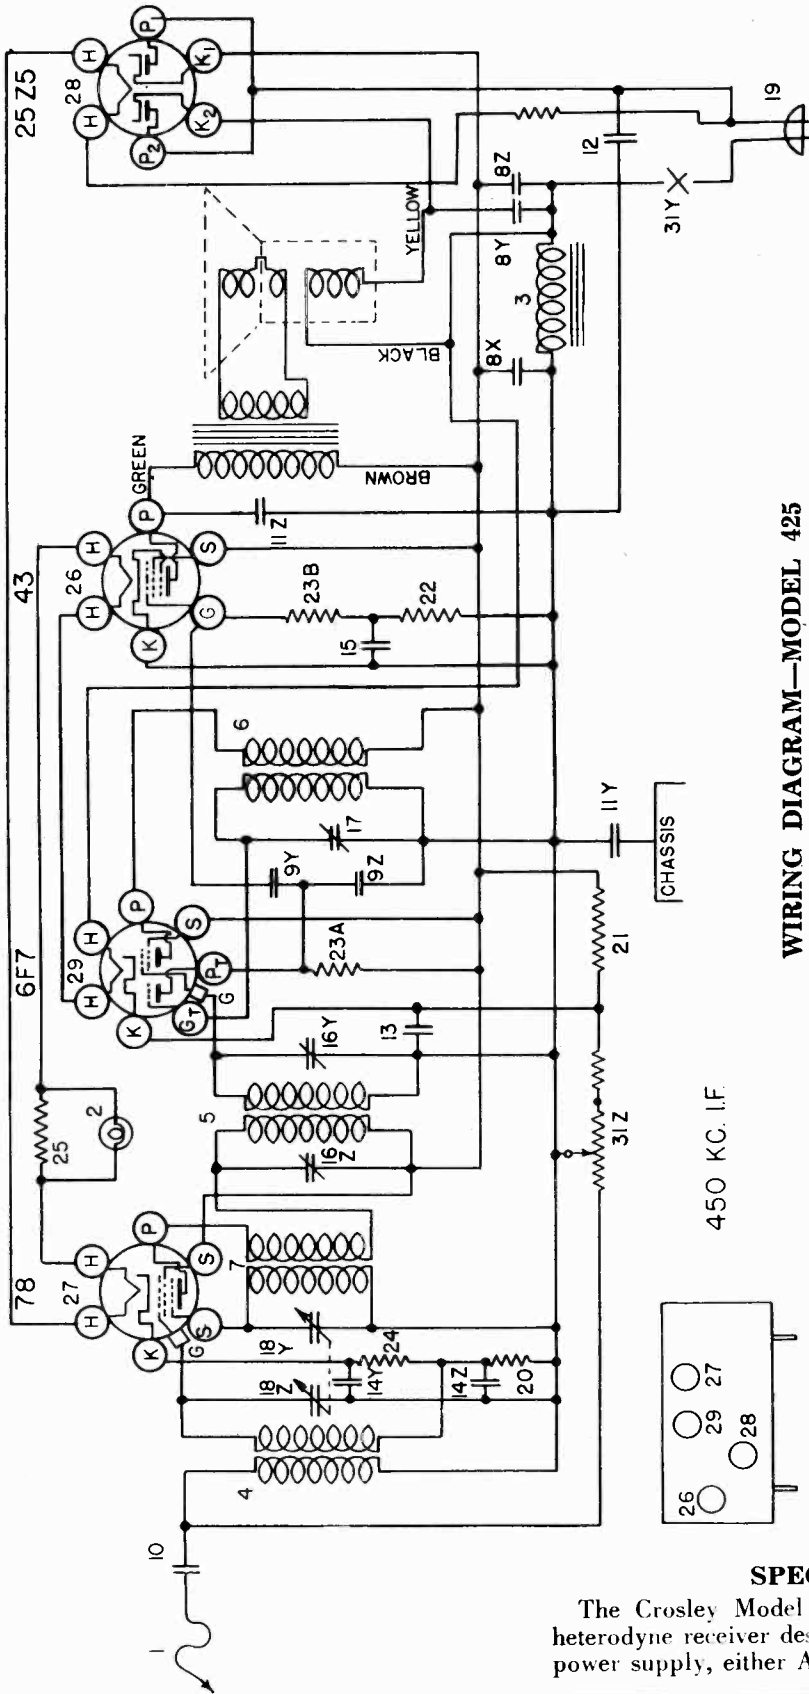 78
6F7
43
25Z5
27
H
H
K
P
S
S
G
25
2
29
H
H
K
P
S
GT
PT
G
26
H
H
K
P
S
G
GREEN
28
H
H
P1
P2
K1
K2
1
10
4
18Z
18Y
14Y
24
14Z
20
7
5
16Z
16Y
13
23A
9Y
9Z
17
6
15
23B
22
11Z
BROWN
BLACK
YELLOW
8X
3
8Y
8Z
12
31Y
19
31Z
21
11Y
CHASSIS
450 KC. I.F.
26
29
27
28
WIRING DIAGRAM—MODEL 425
The Crosley Model
heterodyne receiver
power supply, either